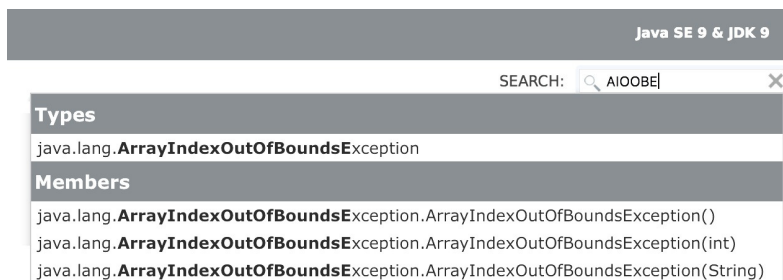 Java SE 9 & JDK 9
SEARCH: AIOOBE
Types
java.lang.ArrayIndexOutOfBoundsException
Members
java.lang.ArrayIndexOutOfBoundsException.ArrayIndexOutOfBoundsException()
java.lang.ArrayIndexOutOfBoundsException.ArrayIndexOutOfBoundsException(int)
java.lang.ArrayIndexOutOfBoundsException.ArrayIndexOutOfBoundsException(String)